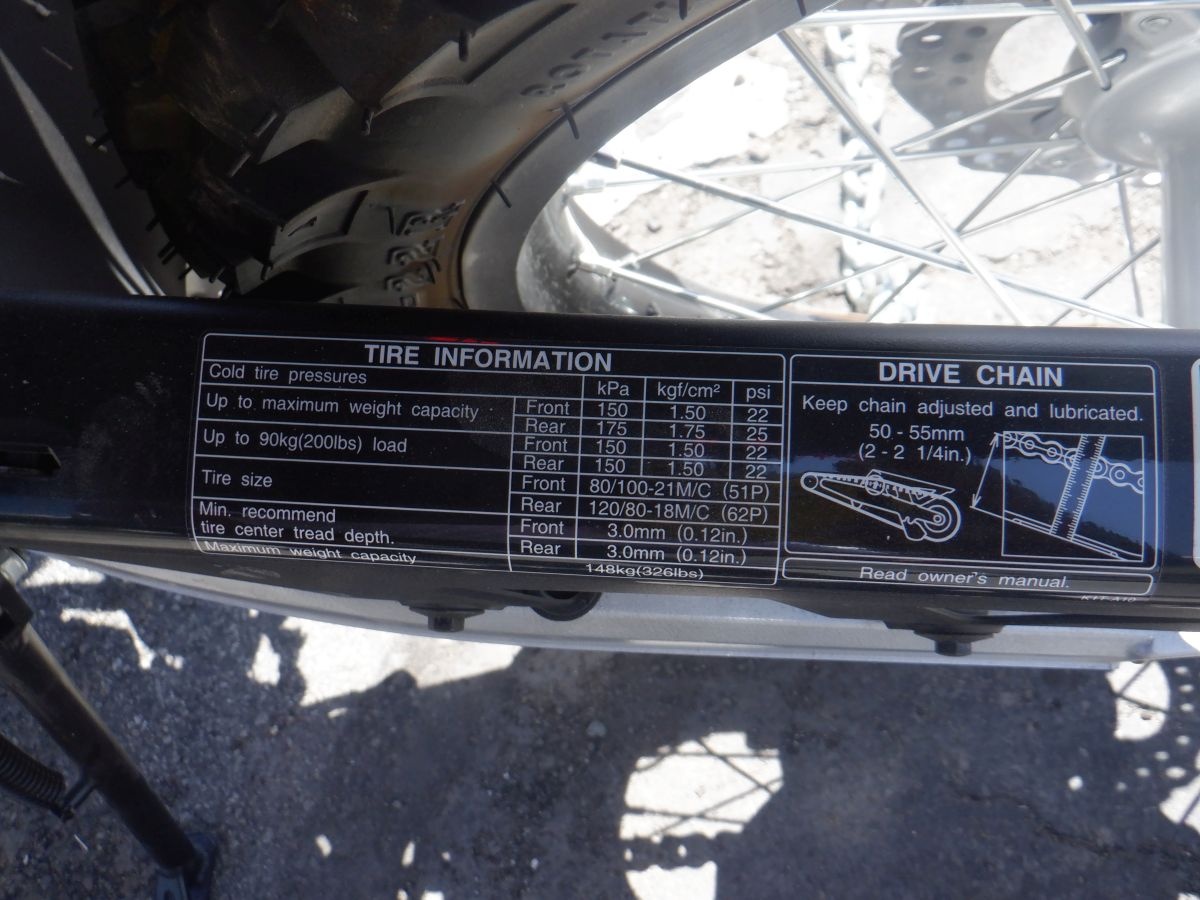 TIRE INFORMATION
Cold tire pressures kPa kgf/cm² psi
Up to maximum weight capacity Front 150 1.50 22
Rear 175 1.75 25
Up to 90kg(200lbs) load Front 150 1.50 22
Rear 150 1.50 22
Tire size Front 80/100-21M/C (51P)
Rear 120/80-18M/C (62P)
Min. recommend
tire center tread depth. Front 3.0mm (0.12in.)
Rear 3.0mm (0.12in.)
Maximum weight capacity 148kg(326lbs)
DRIVE CHAIN
Keep chain adjusted and lubricated.
50 - 55mm
(2 - 2 1/4in.)
Read owner's manual.